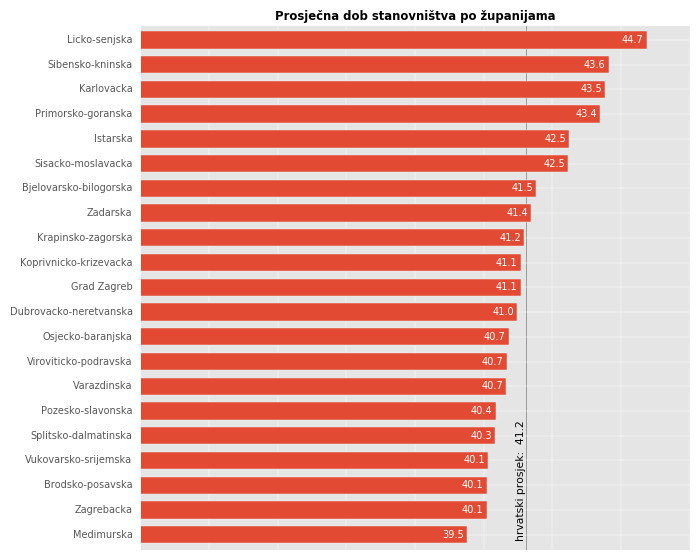 Prosječna dob stanovništva po županijama
Licko-senjska 44.7
Sibensko-kninska 43.6
Karlovacka 43.5
Primorsko-goranska 43.4
Istarska 42.5
Sisacko-moslavacka 42.5
Bjelovarsko-bilogorska 41.5
Zadarska 41.4
Krapinsko-zagorska 41.2
Koprivnicko-krizevacka 41.1
Grad Zagreb 41.1
Dubrovacko-neretvanska 41.0
Osjecko-baranjska 40.7
Viroviticko-podravska 40.7
Varazdinska 40.7
Pozesko-slavonska 40.4
Splitsko-dalmatinska 40.3
Vukovarsko-srijemska 40.1
Brodsko-posavska 40.1
Zagrebacka 40.1
Medimurska 39.5
hrvatski prosjek: 41.2